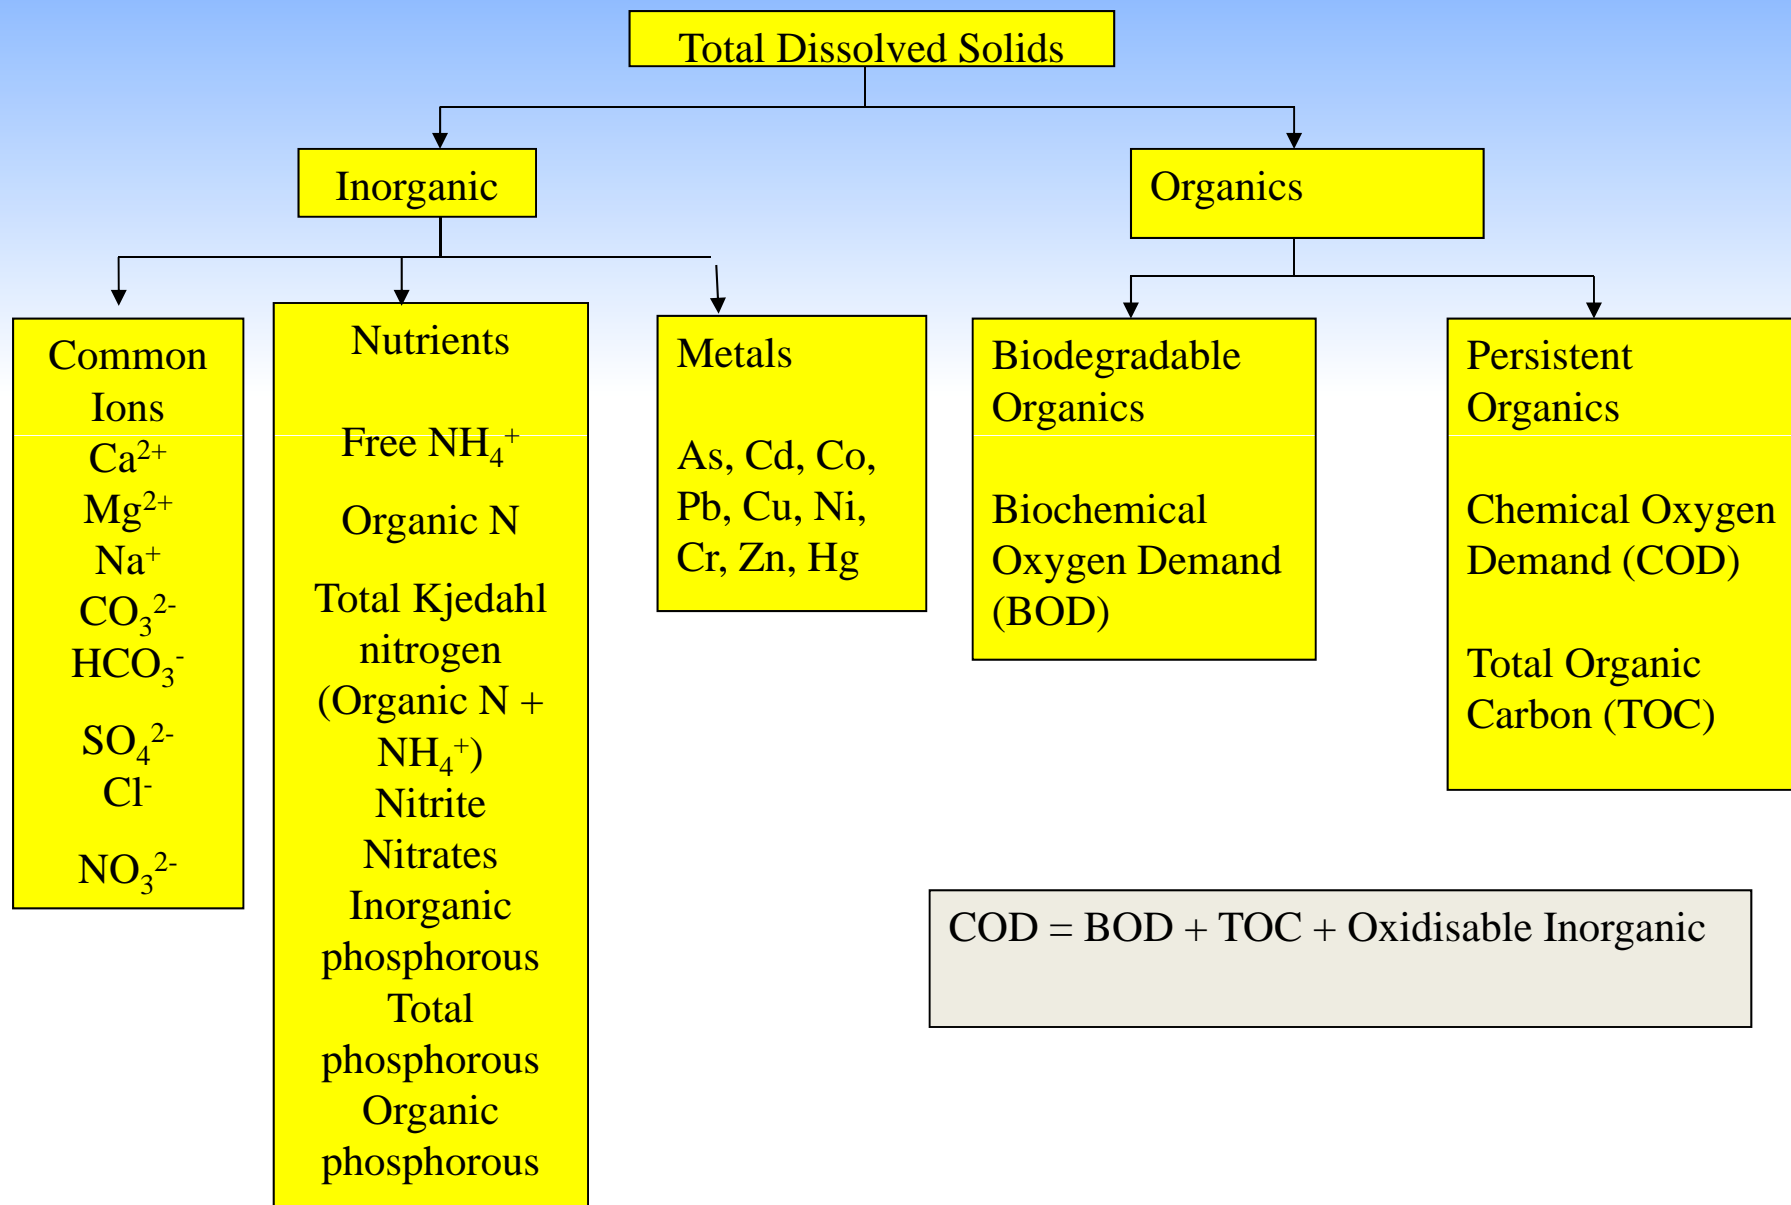 Total Dissolved Solids
Inorganic
Organics
Common
Ions
Ca²⁺
Mg²⁺
Na⁺
CO₃²⁻
HCO₃⁻
SO₄²⁻
Cl⁻
NO₃²⁻
Nutrients
Free NH₄⁺
Organic N
Total Kjedahl
nitrogen
(Organic N +
NH₄⁺)
Nitrite
Nitrates
Inorganic
phosphorous
Total
phosphorous
Organic
phosphorous
Metals
As, Cd, Co,
Pb, Cu, Ni,
Cr, Zn, Hg
Biodegradable
Organics
Biochemical
Oxygen Demand
(BOD)
Persistent
Organics
Chemical Oxygen
Demand (COD)
Total Organic
Carbon (TOC)
COD = BOD + TOC + Oxidisable Inorganic